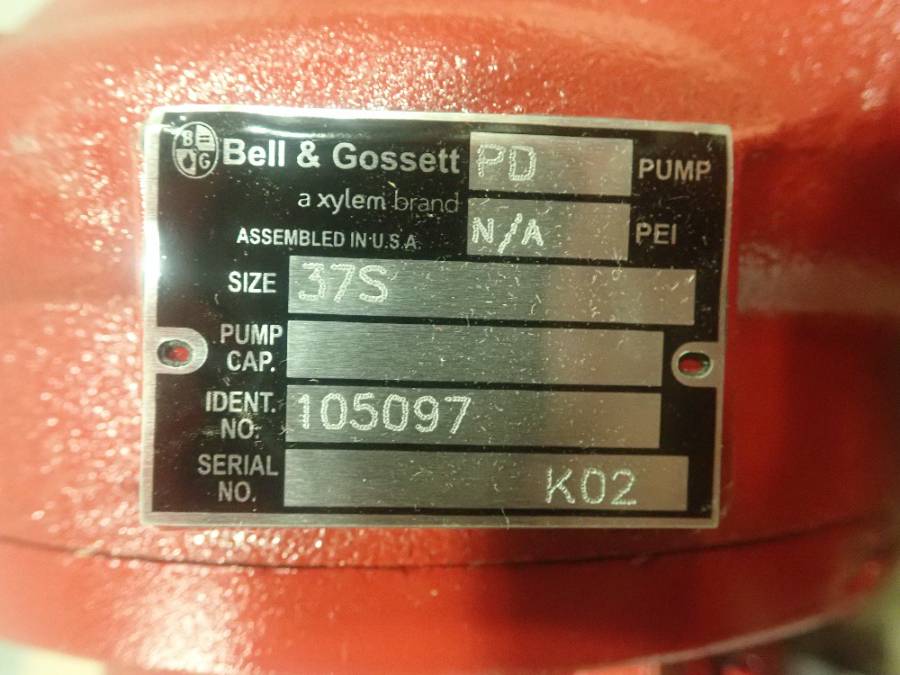 B G Bell & Gossett PD PUMP
a xylem brand N/A PEI
ASSEMBLED IN U.S.A
SIZE 37S
PUMP
CAP.
IDENT.
NO. 105097
SERIAL
NO. K02